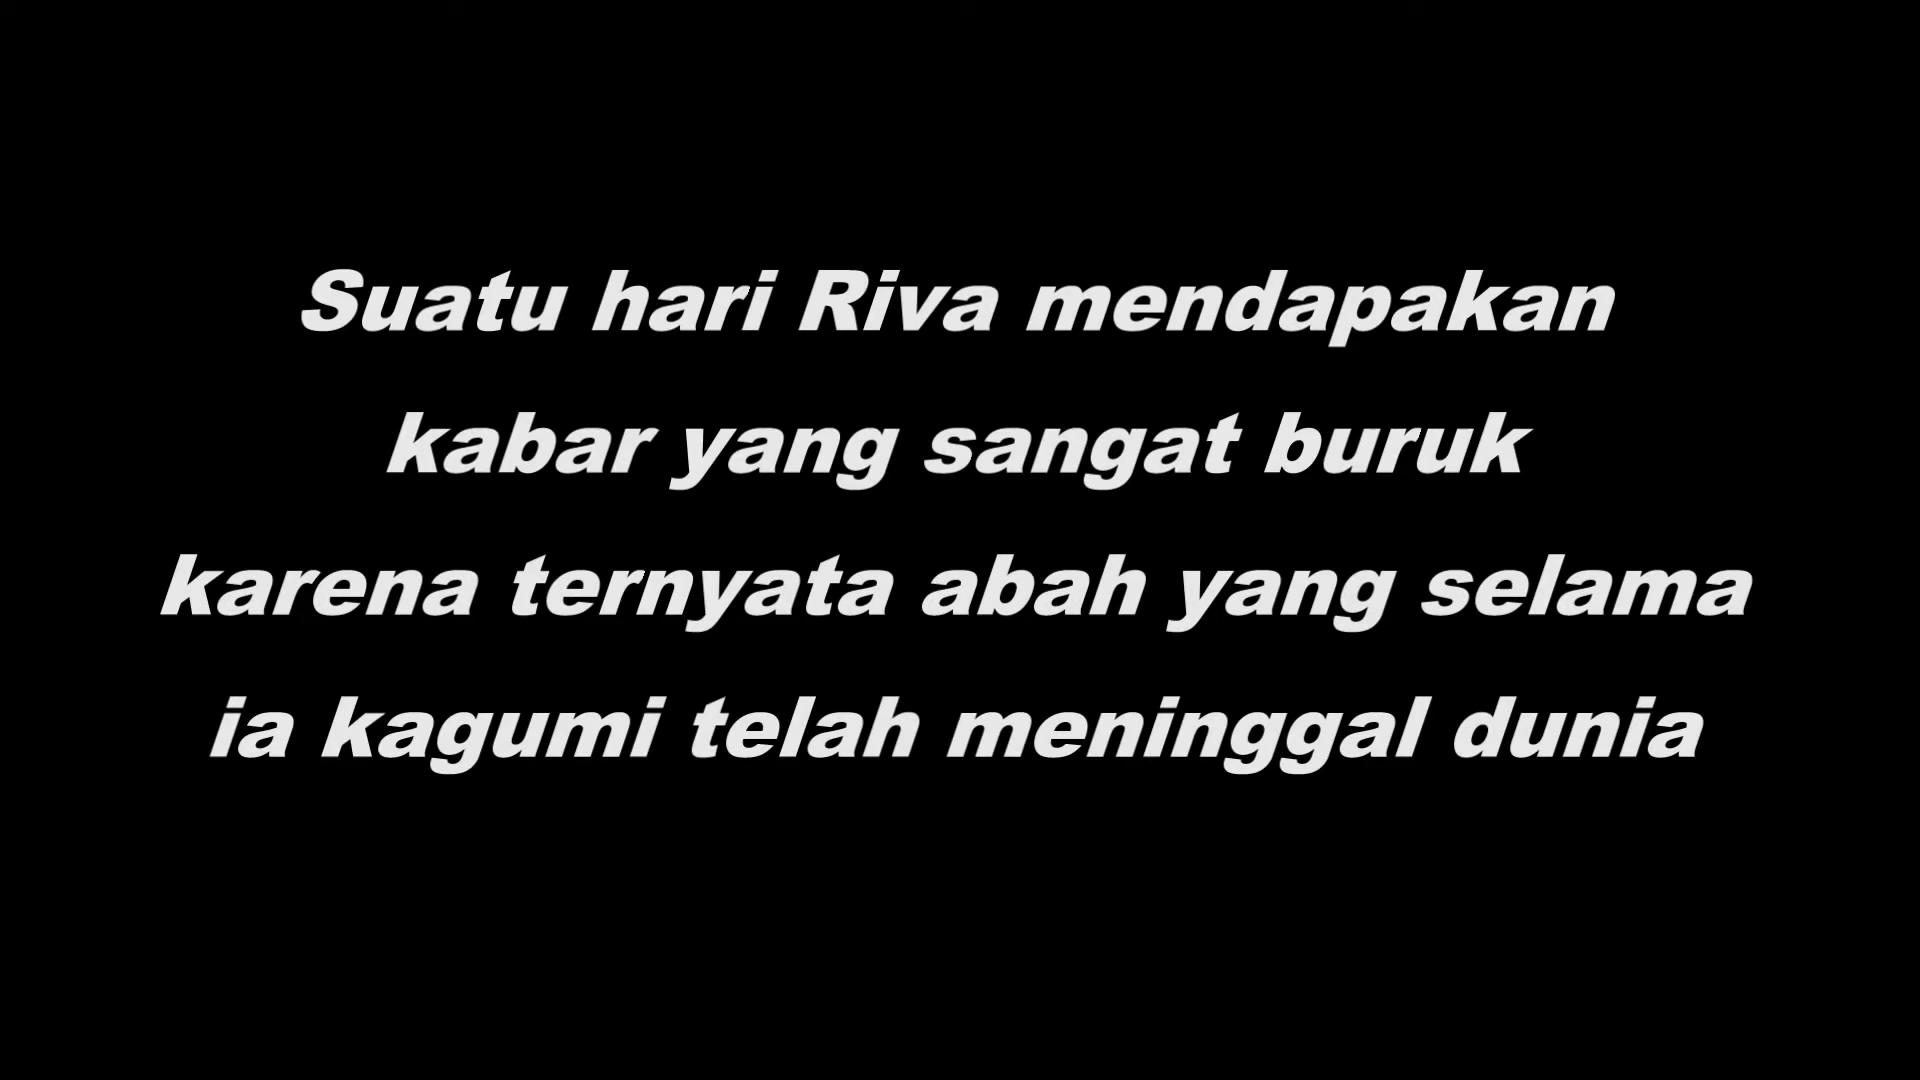 Suatu hari Riva mendapakan
kabar yang sangat buruk
karena ternyata abah yang selama
ia kagumi telah meninggal dunia